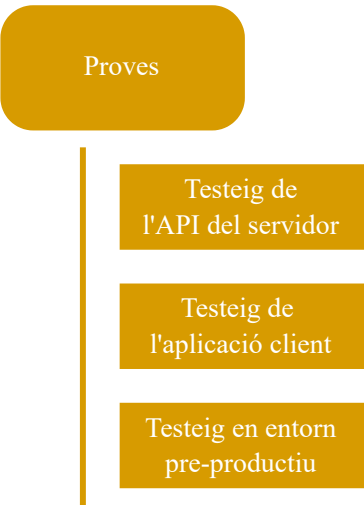 Proves
Testeig de
l'API del servidor
Testeig de
l'aplicació client
Testeig en entorn
pre-productiu